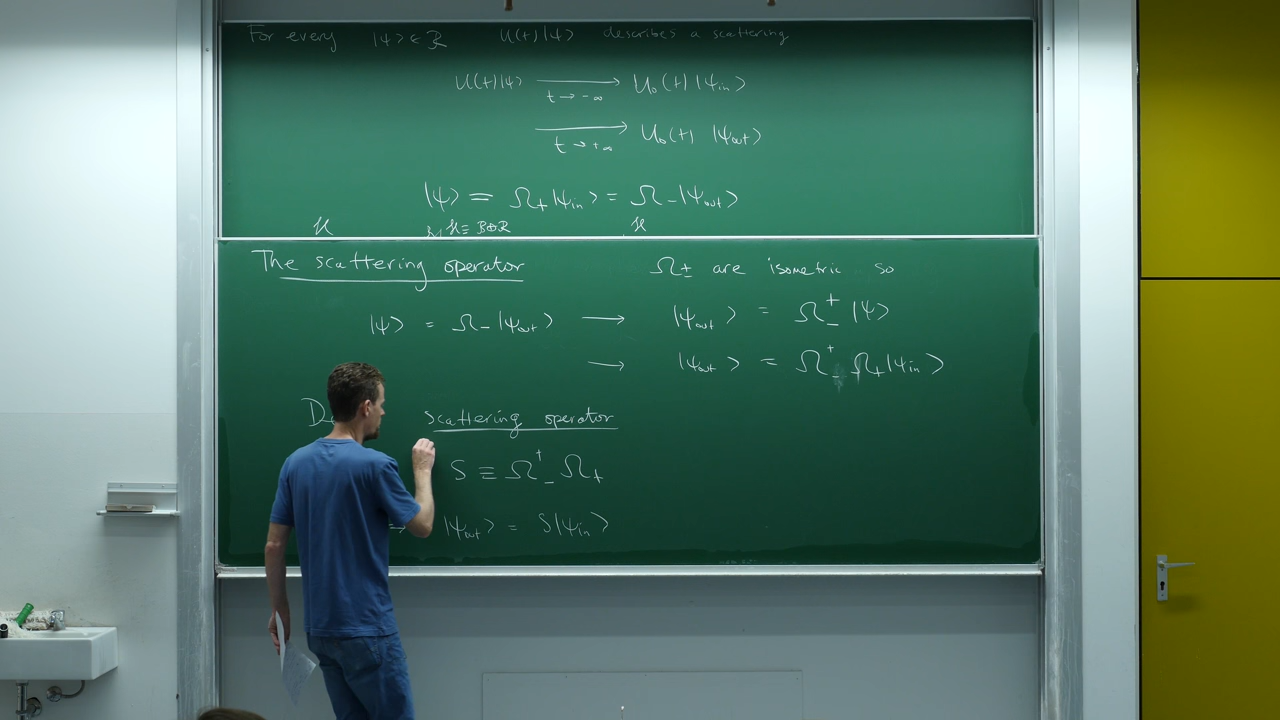 For every |ψ> ∈ R U(t)|ψ> describes a scattering
U(t)|ψ> ⟶ U₀(t)|ψin>
t→-∞
⟶ U₀(t)|ψout>
t→+∞
|ψ> = Ω₊|ψin> = Ω₋|ψout>
H H = B⊕R H
The scattering operator Ω± are isometric so
|ψ> = Ω₋|ψout> ⟶ |ψout> = Ω₋†|ψ>
⟶ |ψout> = Ω₋†Ω₊|ψin>
scattering operator
S ≡ Ω₋†Ω₊
→ |ψout> = S|ψin>